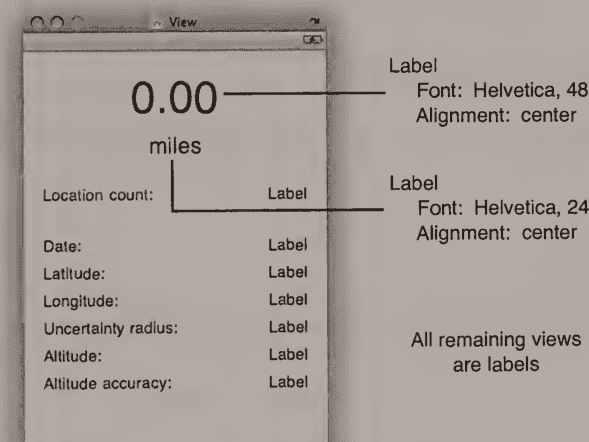 View
0.00
miles
Location count: Label
Date: Label
Latitude: Label
Longitude: Label
Uncertainty radius: Label
Altitude: Label
Altitude accuracy: Label
Label
Font: Helvetica, 48
Alignment: center
Label
Font: Helvetica, 24
Alignment: center
All remaining views
are labels